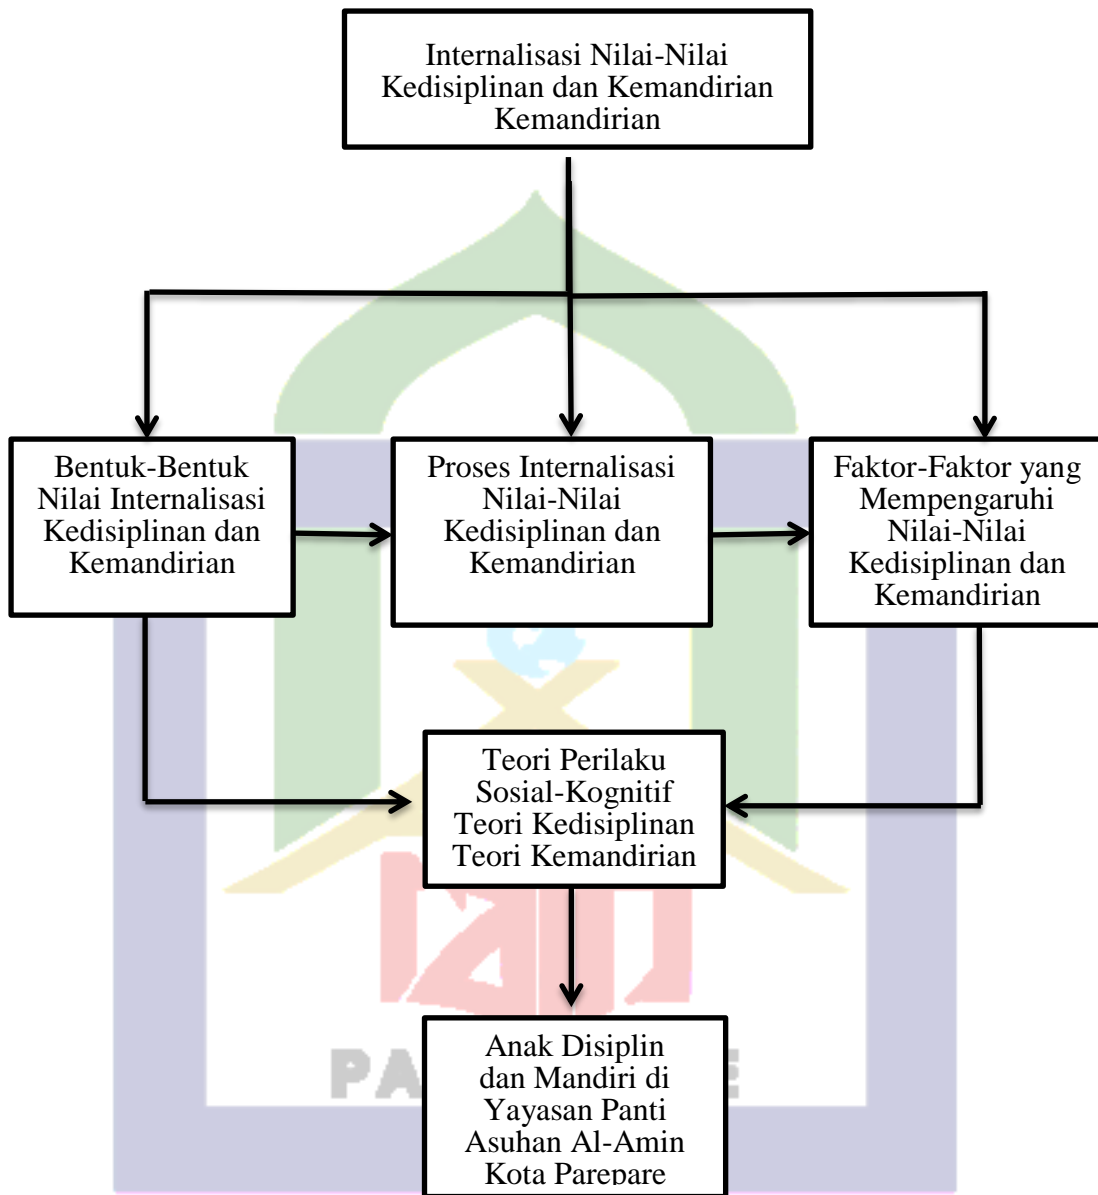 Internalisasi Nilai-Nilai
Kedisiplinan dan Kemandirian
Kemandirian
Bentuk-Bentuk
Nilai Internalisasi
Kedisiplinan dan
Kemandirian
Proses Internalisasi
Nilai-Nilai
Kedisiplinan dan
Kemandirian
Faktor-Faktor yang
Mempengaruhi
Nilai-Nilai
Kedisiplinan dan
Kemandirian
Teori Perilaku
Sosial-Kognitif
Teori Kedisiplinan
Teori Kemandirian
Anak Disiplin
dan Mandiri di
Yayasan Panti
Asuhan Al-Amin
Kota Parepare